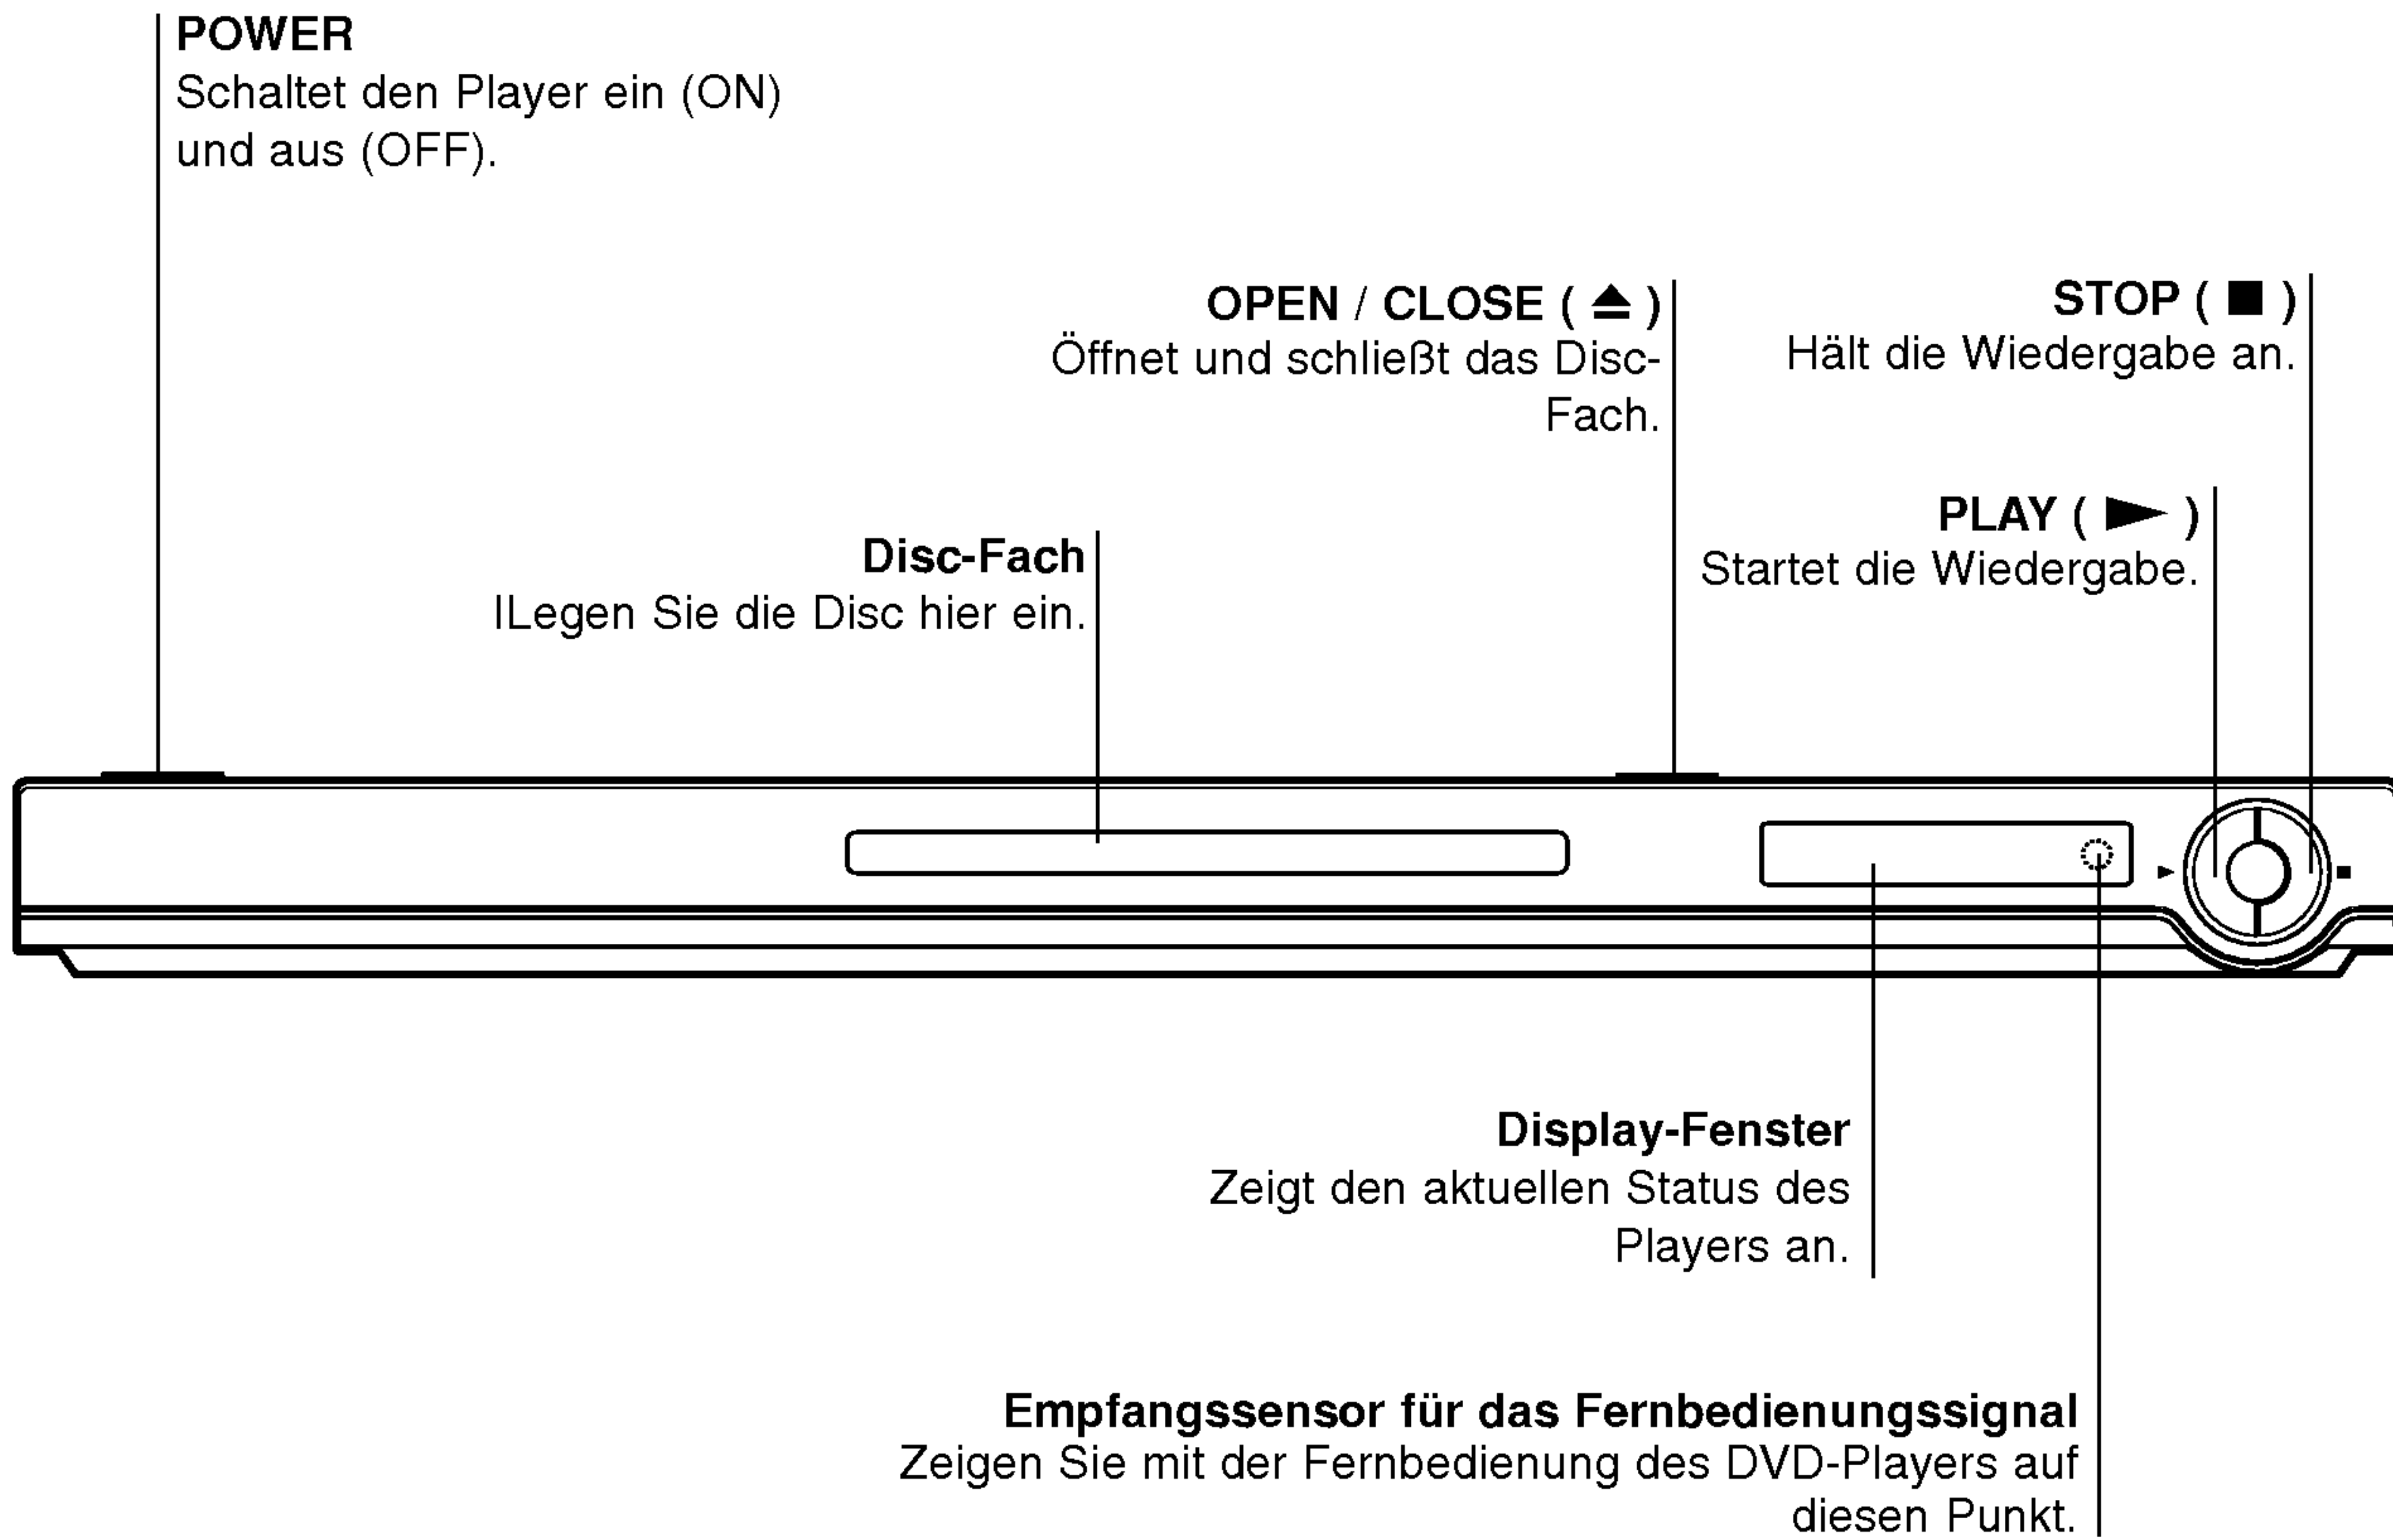 POWER
Schaltet den Player ein (ON)
und aus (OFF).
OPEN / CLOSE ( ⏏ )
Öffnet und schließt das Disc-
Fach.
STOP ( ■ )
Hält die Wiedergabe an.
PLAY ( ► )
Startet die Wiedergabe.
Disc-Fach
ILegen Sie die Disc hier ein.
Display-Fenster
Zeigt den aktuellen Status des
Players an.
Empfangssensor für das Fernbedienungssignal
Zeigen Sie mit der Fernbedienung des DVD-Players auf
diesen Punkt.